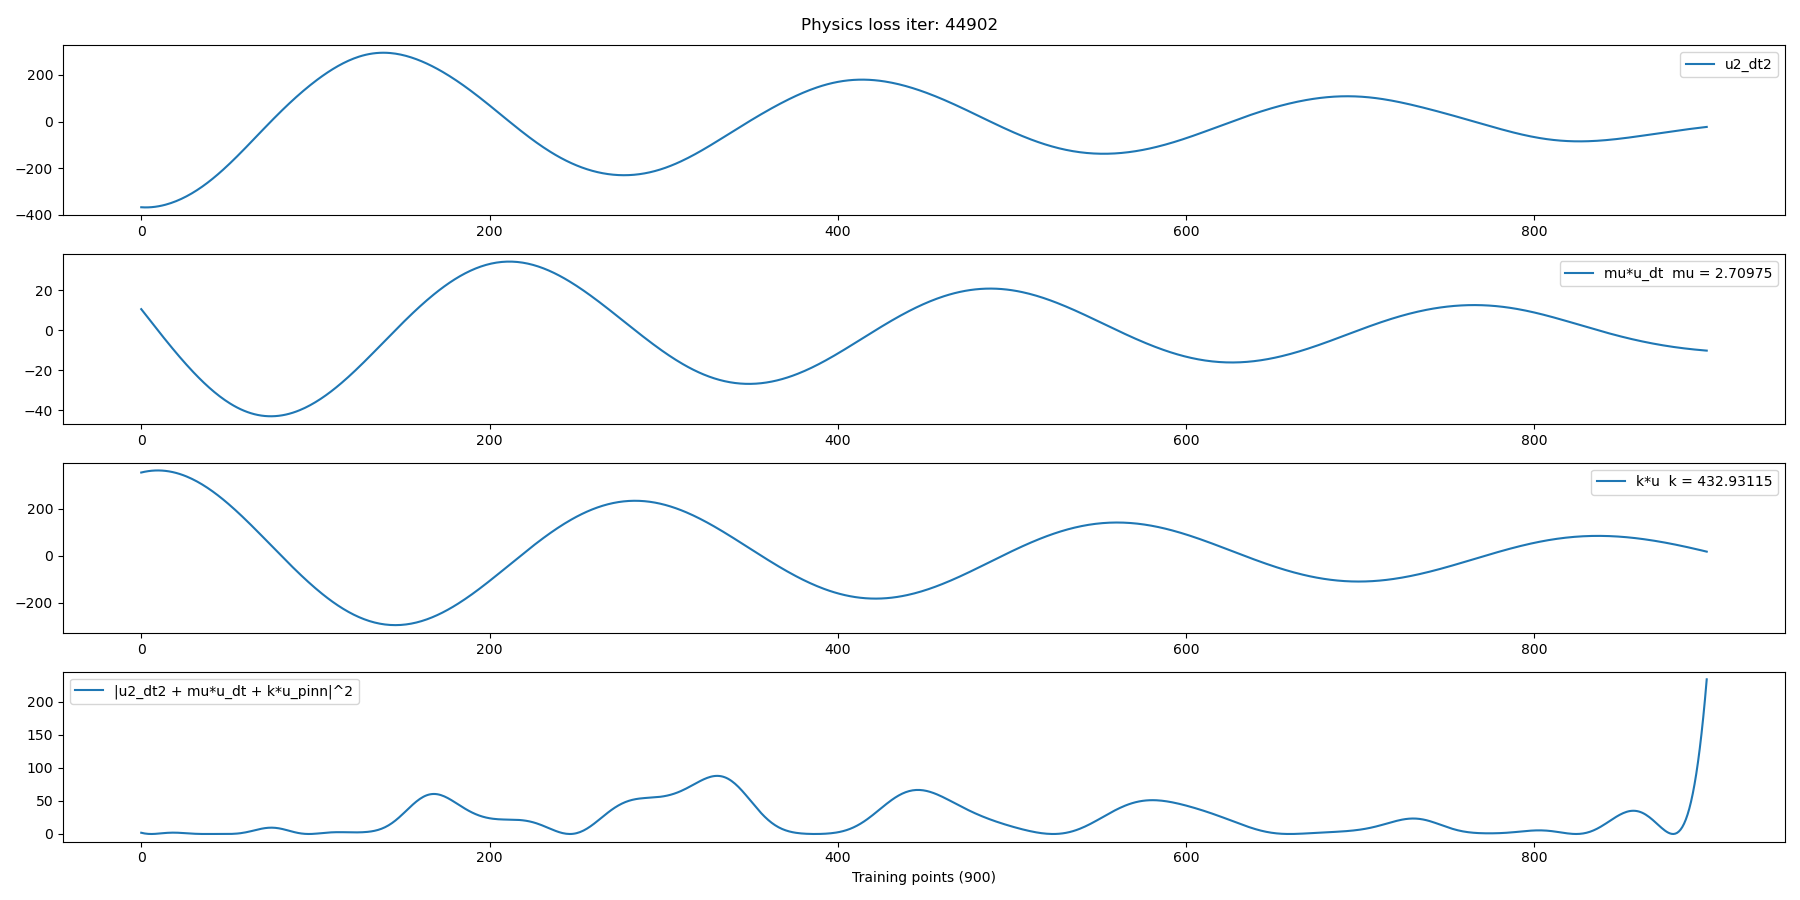 Physics loss iter: 44902
200
0
−200
−400
u2_dt2
0 200 400 600 800
20
0
−20
−40
mu*u_dt  mu = 2.70975
0 200 400 600 800
200
0
−200
k*u  k = 432.93115
0 200 400 600 800
200
150
100
50
0
|u2_dt2 + mu*u_dt + k*u_pinn|^2
0 200 400 600 800
Training points (900)